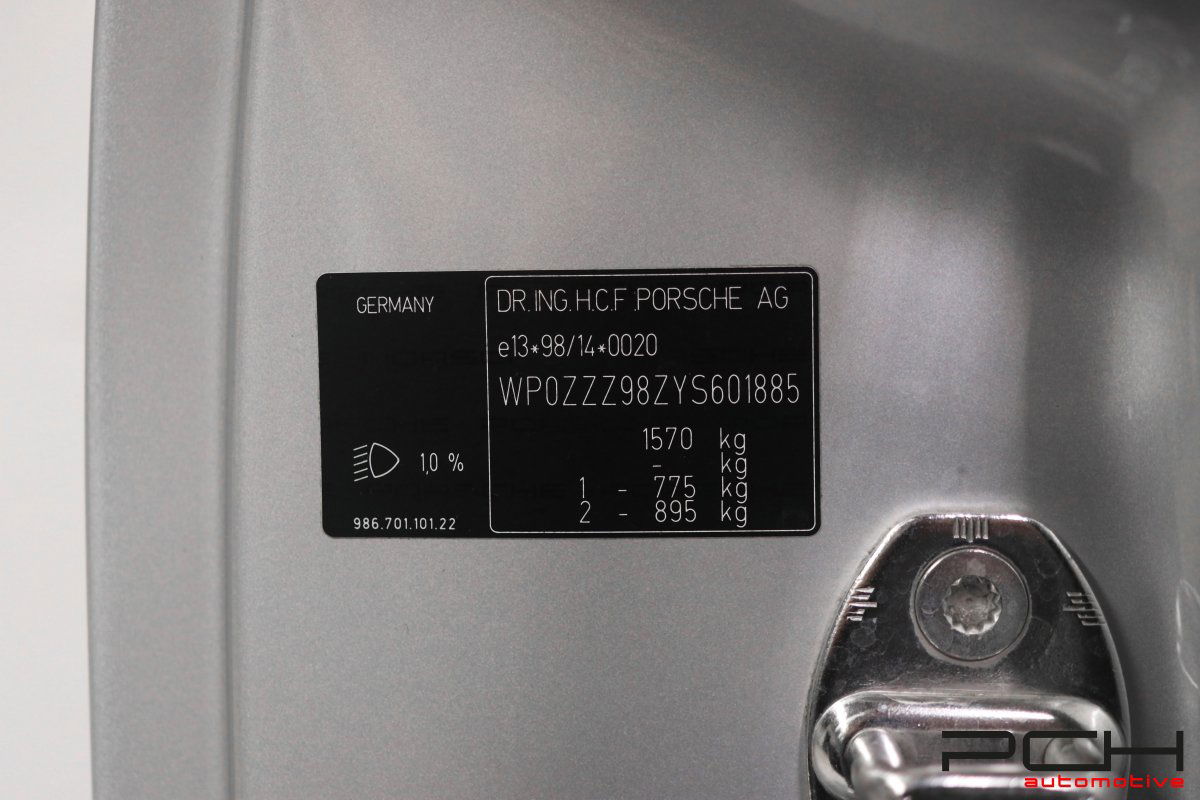 GERMANY
1,0 %
986.701.101.22
DR.ING.H.C.F.PORSCHE AG
e13*98/14*0020
WP0ZZZ98ZYS601885
1570 kg
- kg
1 - 775 kg
2 - 895 kg
PCH
automotive